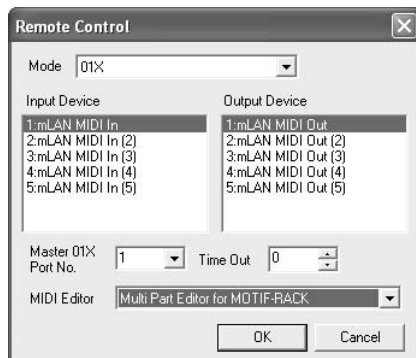 Remote Control
Mode 01X
Input Device Output Device
1:mLAN MIDI In 1:mLAN MIDI Out
2:mLAN MIDI In (2) 2:mLAN MIDI Out (2)
3:mLAN MIDI In (3) 3:mLAN MIDI Out (3)
4:mLAN MIDI In (4) 4:mLAN MIDI Out (4)
5:mLAN MIDI In (5) 5:mLAN MIDI Out (5)
Master 01X
Port No. 1 Time Out 0
MIDI Editor Multi Part Editor for MOTIF-RACK
OK Cancel